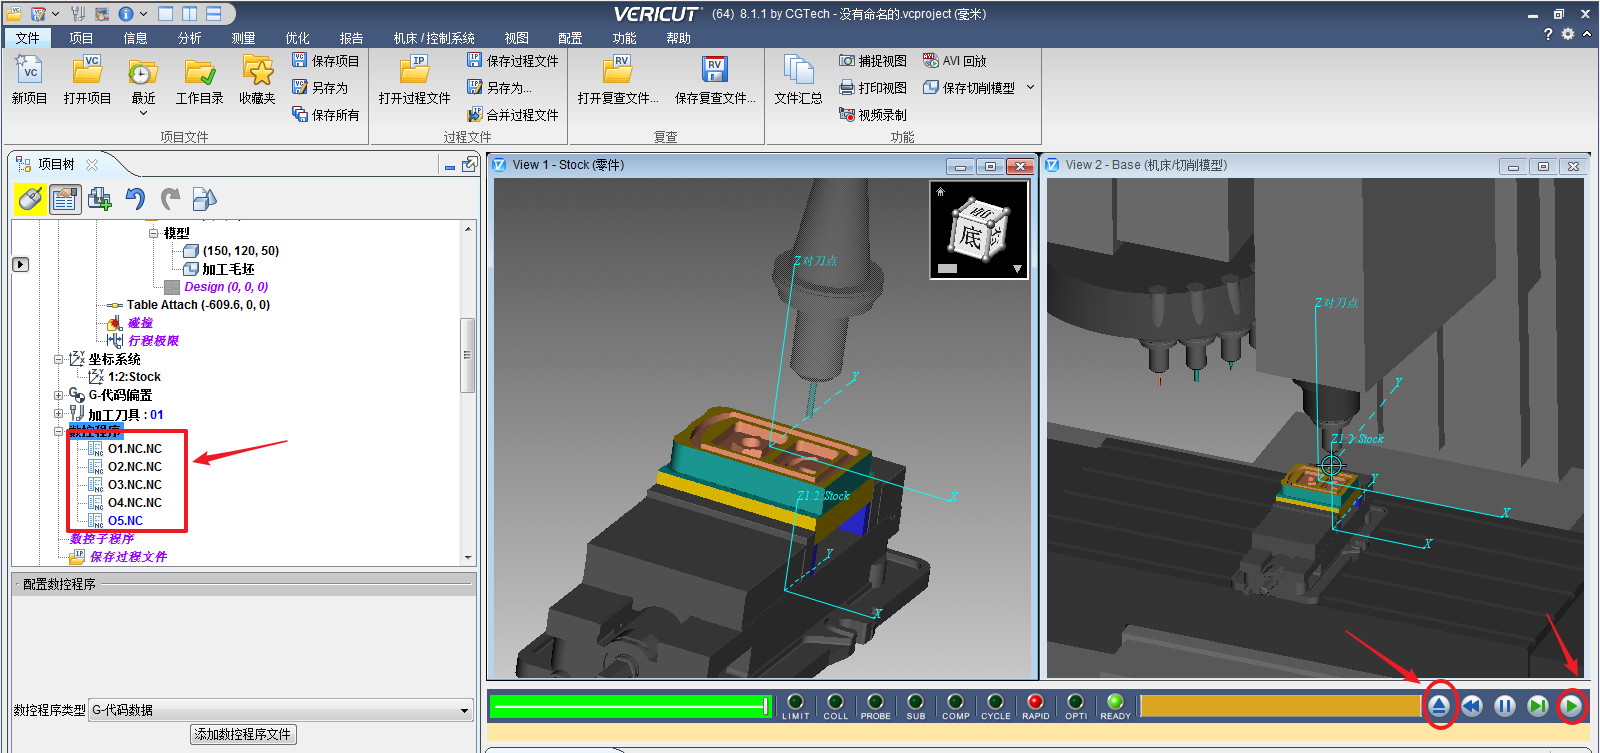 VERICUT (64) 8.1.1 by CGTech - 没有命名的.vcproject (毫米)
文件 项目 信息 分析 测量 优化 报告 机床 / 控制系统 视图 配置 功能 帮助
新项目 打开项目 最近 工作目录 收藏夹
保存项目
另存为
保存所有
项目文件
打开过程文件
保存过程文件
另存为...
合并过程文件
过程文件
打开复查文件... 保存复查文件...
复查
文件汇总
捕捉视图 AVI 回放
打印视图 保存切削模型
视频录制
功能
项目树
模型
(150, 120, 50)
加工毛坯
Design (0, 0, 0)
Table Attach (-609.6, 0, 0)
碰撞
行程极限
坐标系统
1:2:Stock
G-代码偏置
加工刀具 : 01
数控程序
O1.NC.NC
O2.NC.NC
O3.NC.NC
O4.NC.NC
O5.NC
数控子程序
保存过程文件
配置数控程序
数控程序类型 G-代码数据
添加数控程序文件
View 1 - Stock (零件)
前
底
Z对刀点
Y
X
Z1:2:Stock
Y
X
View 2 - Base (机床/切削模型)
Z对刀点
Y
Z1:2:Stock
Y
X
X
LIMIT COLL PROBE SUB COMP CYCLE RAPID OPTI READY